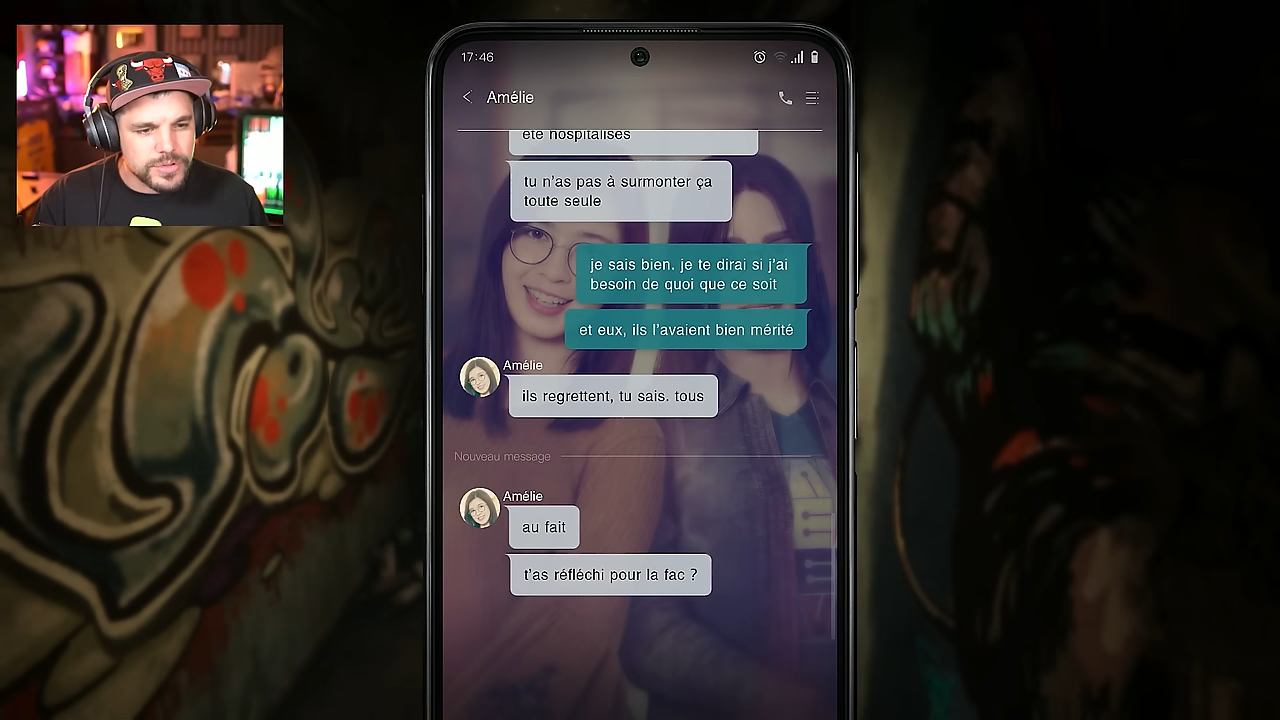 17:46
Amélie
été hospitalisés
tu n'as pas à surmonter ça
toute seule
je sais bien. je te dirai si j'ai
besoin de quoi que ce soit
et eux, ils l'avaient bien mérité
Amélie
ils regrettent, tu sais. tous
Nouveau message
Amélie
au fait
t'as réfléchi pour la fac ?